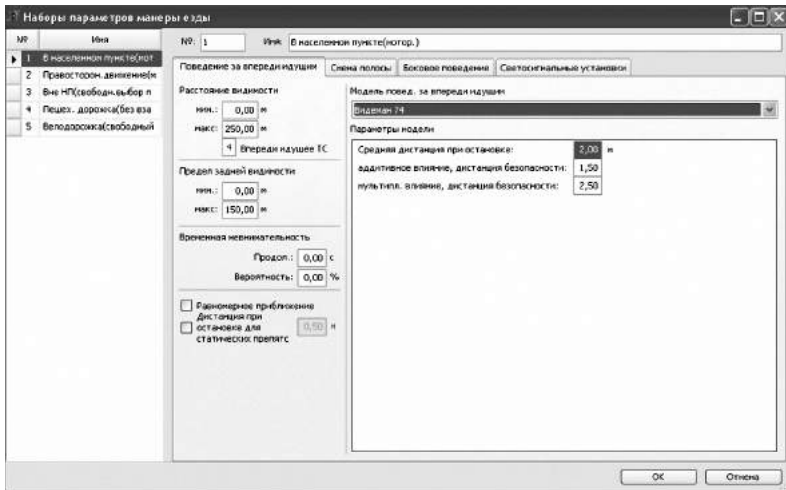 Наборы параметров манеры езды
№ Имя
1 В населенном пункте(мот
2 Правосторон. движение(м
3 Вне НП(свободн.выбор п
4 Пешех. дорожка(без вза
5 Велодорожка(свободный
№: 1 Имя: В населенном пункте(мотор.)
Поведение за впереди идущим Смена полосы Боковое поведение Светосигнальные установки
Расстояние видимости
мин.: 0,00 м
макс: 250,00 м
4 Впереди идущее ТС
Предел задней видимости
мин.: 0,00 м
макс: 150,00 м
Временная невнимательность
Продол.: 0,00 с
Вероятность: 0,00 %
Равномерное приближение
Дистанция при
остановке для
статических препятс
0,50 м
Модель повед. за впереди идущим
Видеман 74
Параметры модели
Средняя дистанция при остановке: 2,00 м
аддитивное влияние, дистанция безопасности: 1,50
мультипл. влияние, дистанция безопасности: 2,50
ОК Отмена